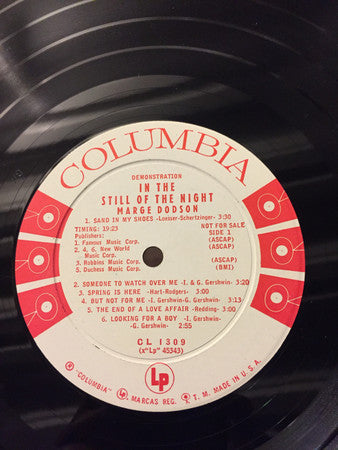 COLUMBIA
DEMONSTRATION
IN THE
STILL OF THE NIGHT
MARGE DODSON
1. SAND IN MY SHOES -Loesser-Schertzinger- 3:30
TIMING: 19:23 NOT FOR SALE
Publishers: SIDE 1
1. Famous Music Corp. (ASCAP)
2. 4, 6, New World (ASCAP)
Music Corp.
3. Robbins Music Corp. (ASCAP)
5. Duchess Music Corp. (BMI)
2. SOMEONE TO WATCH OVER ME -I. & G. Gershwin- 3:20
3. SPRING IS HERE -Hart-Rodgers- 3:00
4. BUT NOT FOR ME -I. Gershwin-G. Gershwin- 3:13
5. THE END OF A LOVE AFFAIR -Redding- 3:00
6. LOOKING FOR A BOY -I. Gershwin-
G. Gershwin- 2:55
CL 1309
(x"Lp" 45343)
Lp
® "COLUMBIA" MARCAS REG. T. M. MADE IN U.S.A.